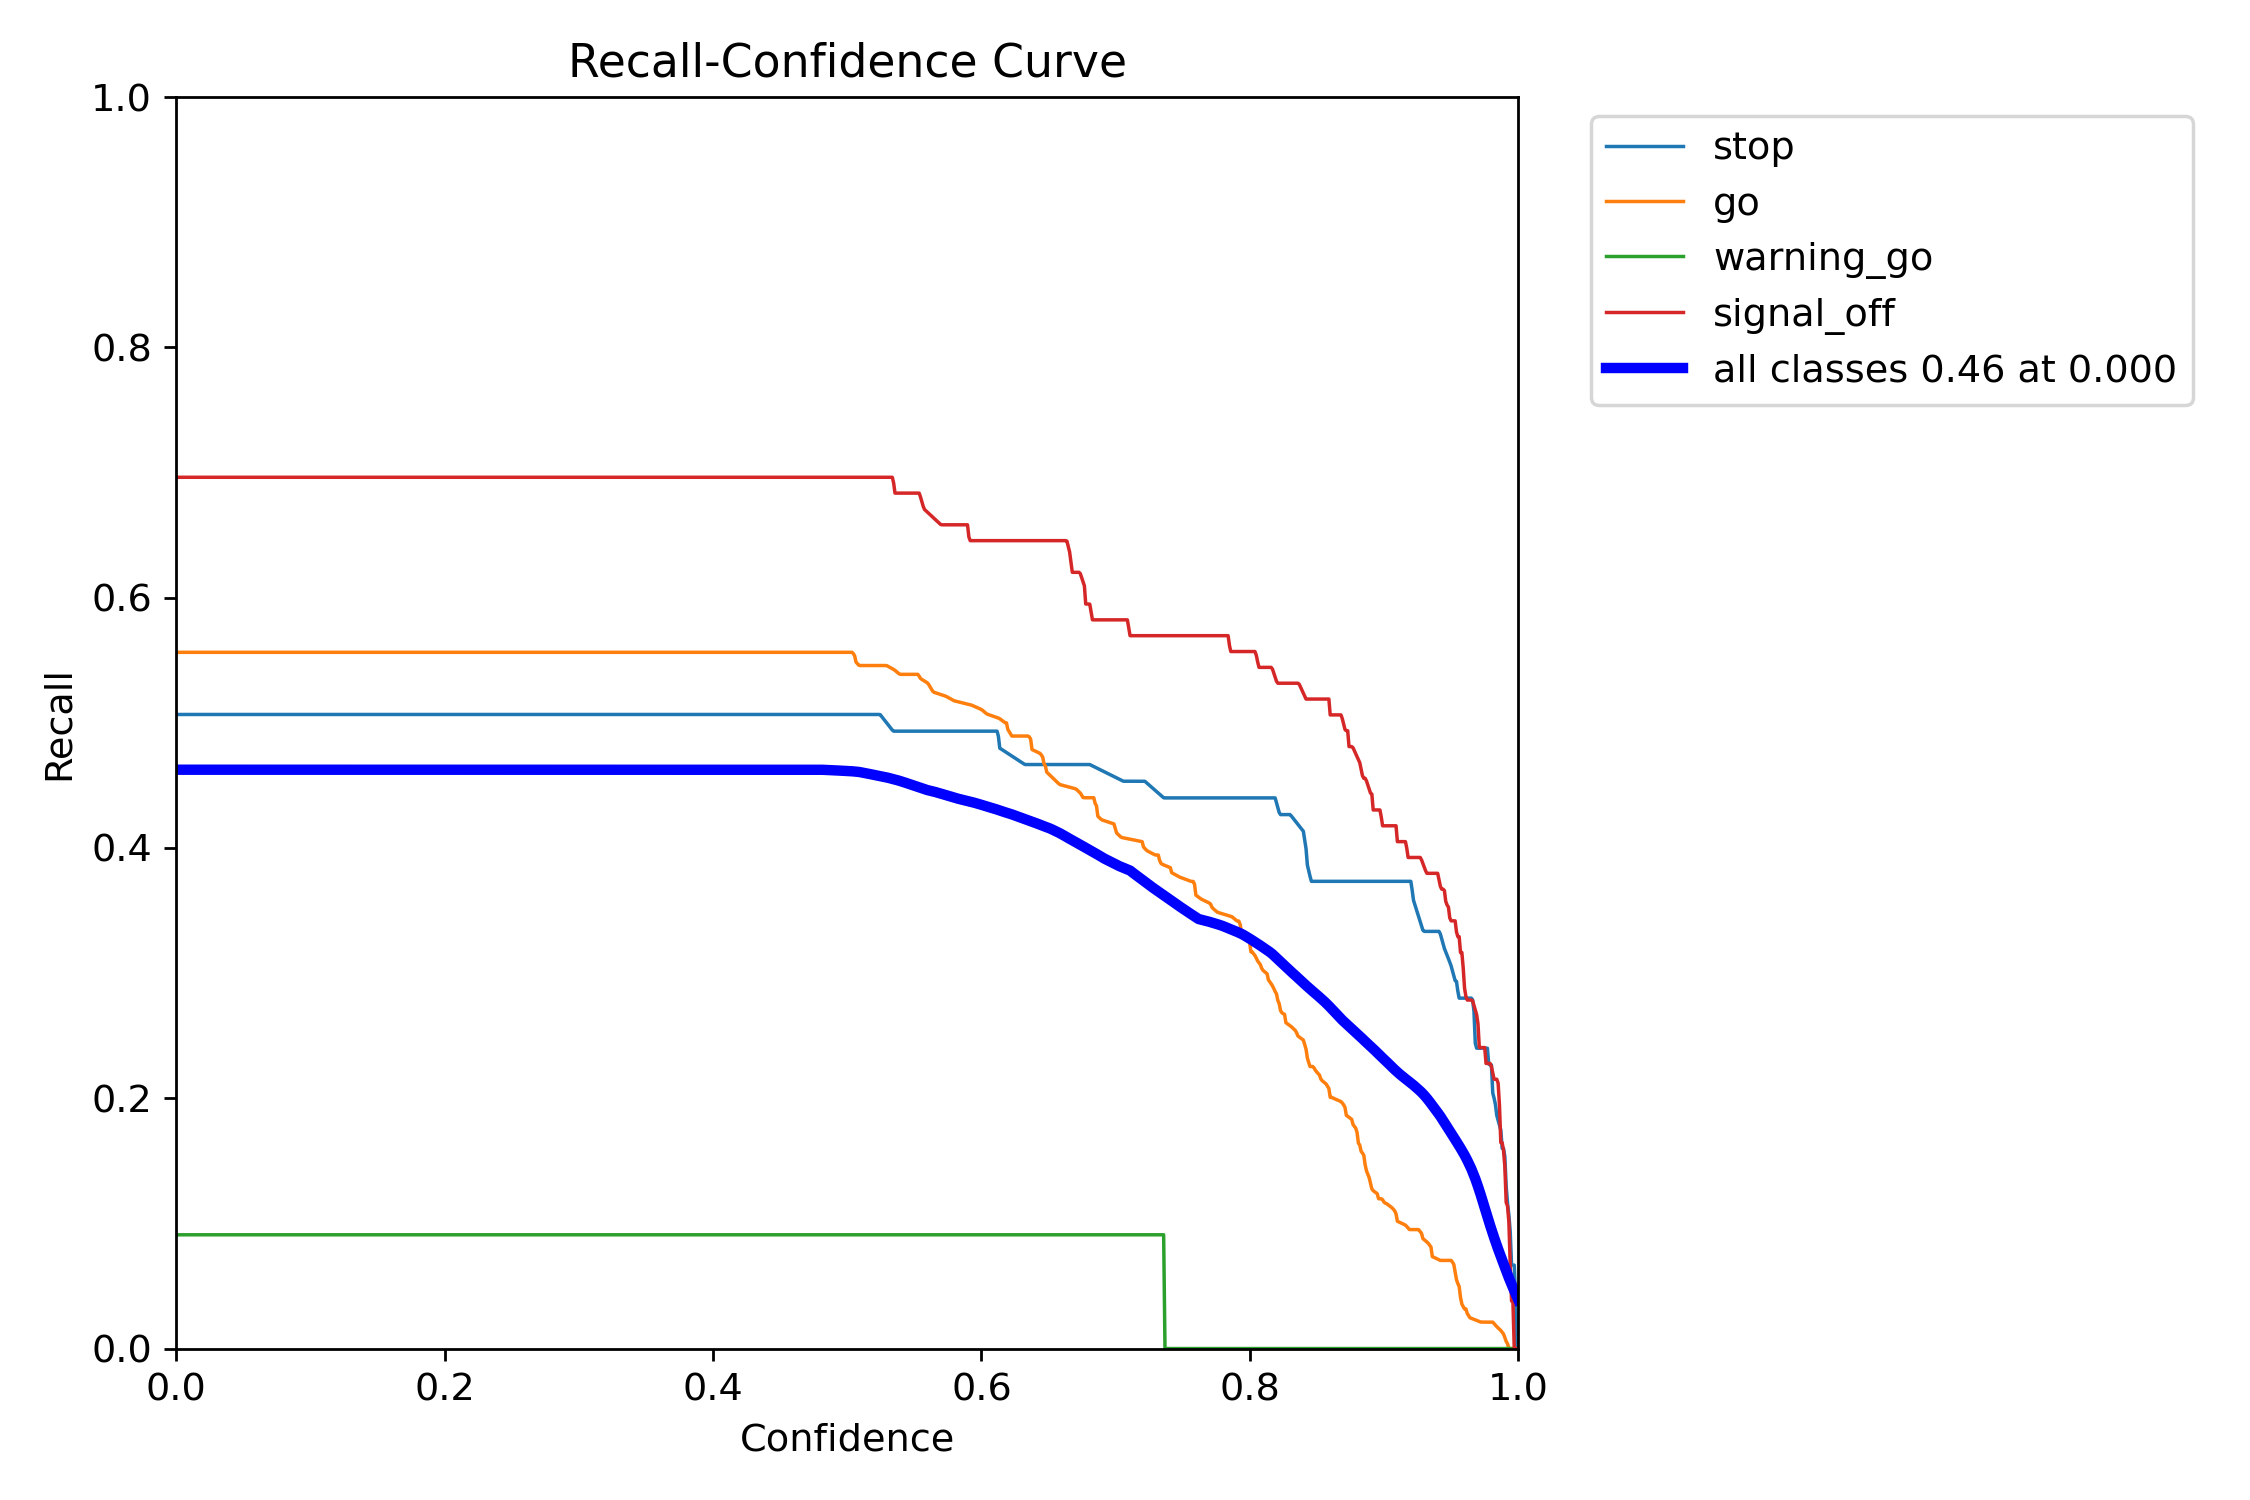 Recall-Confidence Curve
1.0
0.8
0.6
0.4
0.2
0.0
Recall
0.0 0.2 0.4 0.6 0.8 1.0
Confidence
stop
go
warning_go
signal_off
all classes 0.46 at 0.000